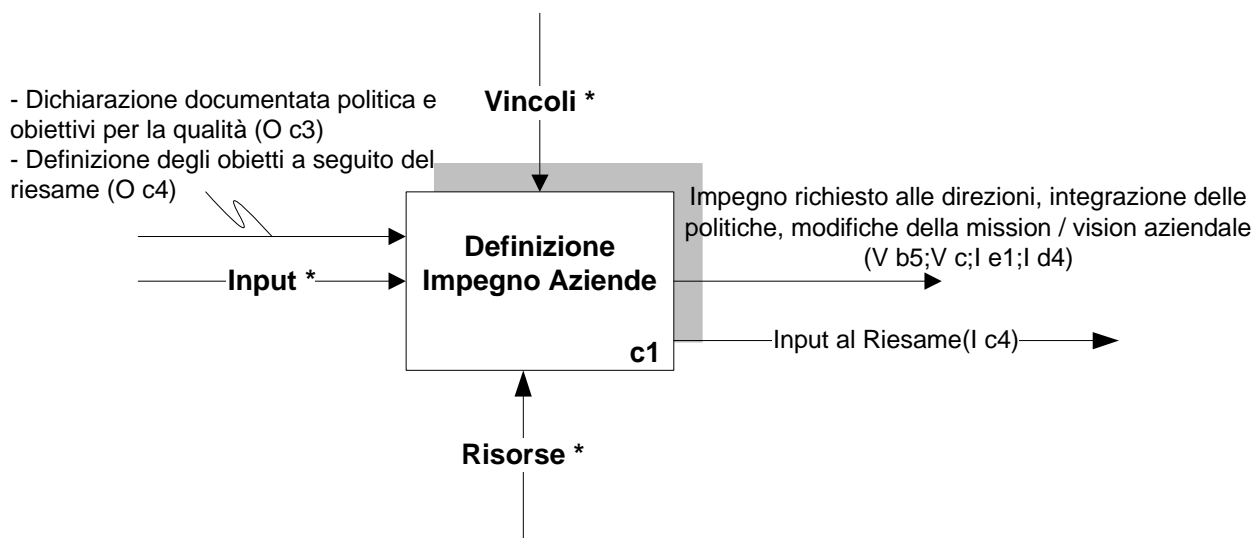 - Dichiarazione documentata politica e
obiettivi per la qualità (O c3)
- Definizione degli obietti a seguito del
riesame (O c4)
Vincoli *
Impegno richiesto alle direzioni, integrazione delle
politiche, modifiche della mission / vision aziendale
(V b5;V c;I e1;I d4)
Definizione
Impegno Aziende
Input *
Input al Riesame(I c4)
c1
Risorse *